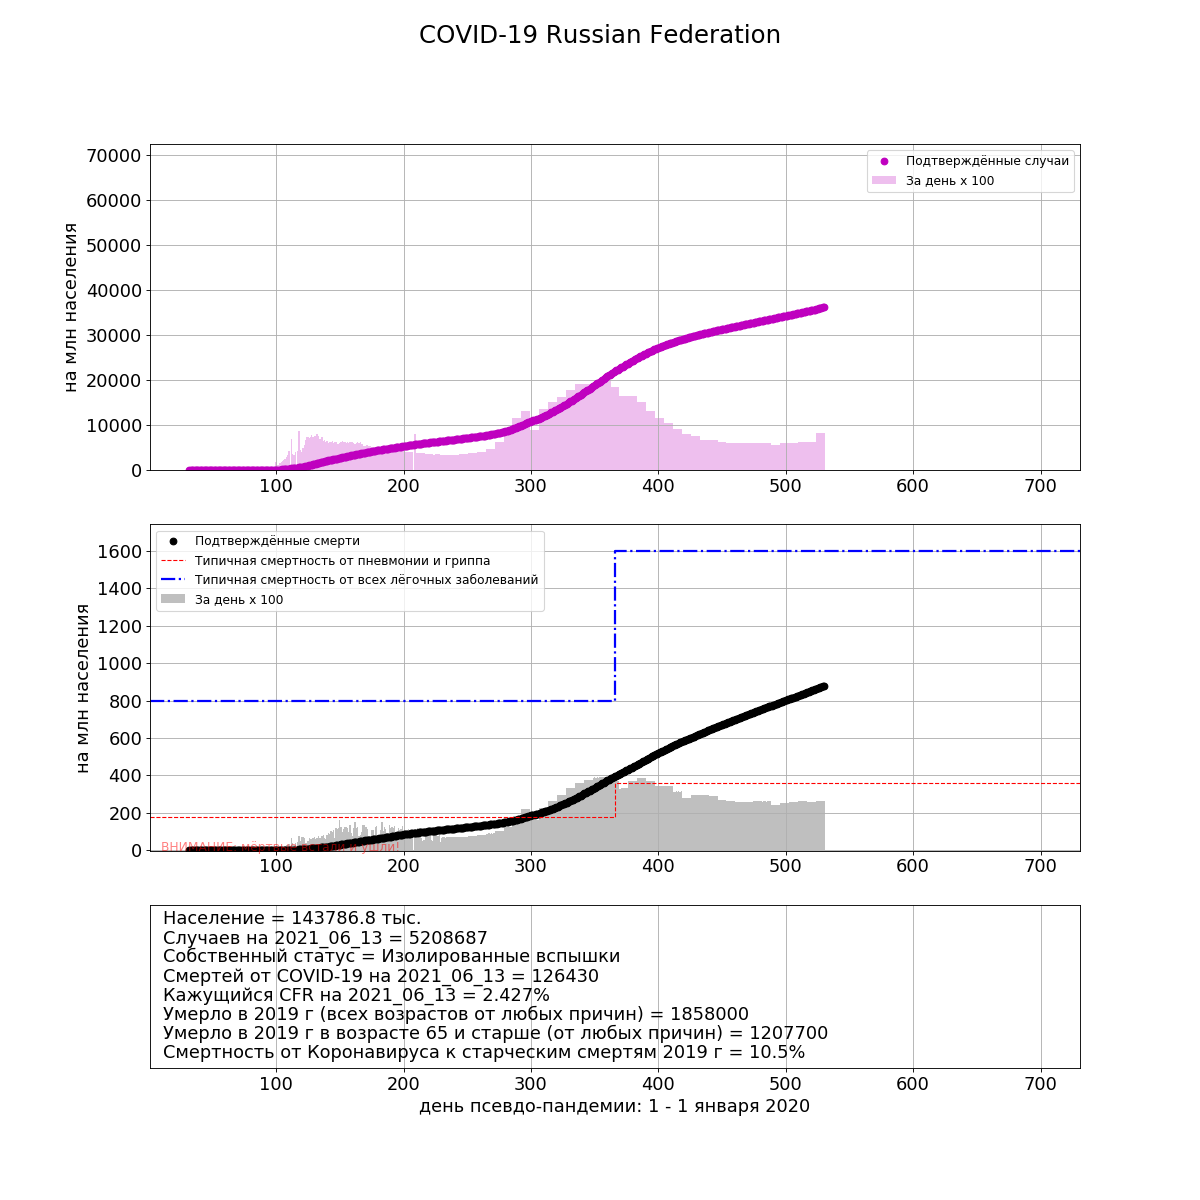 COVID-19 Russian Federation
70000
60000
50000
40000
30000
20000
10000
0
на млн населения
Подтверждённые случаи
За день х 100
100 200 300 400 500 600 700
1600
1400
1200
1000
800
600
400
200
0
на млн населения
Подтверждённые смерти
Типичная смертность от пневмонии и гриппа
Типичная смертность от всех лёгочных заболеваний
За день х 100
ВНИМАНИЕ:
100 200 300 400 500 600 700
Население = 143786.8 тыс.
Случаев на 2021_06_13 = 5208687
Собственный статус = Изолированные вспышки
Смертей от COVID-19 на 2021_06_13 = 126430
Кажущийся CFR на 2021_06_13 = 2.427%
Умерло в 2019 г (всех возрастов от любых причин) = 1858000
Умерло в 2019 г в возрасте 65 и старше (от любых причин) = 1207700
Смертность от Коронавируса к старческим смертям 2019 г = 10.5%
100 200 300 400 500 600 700
день псевдо-пандемии: 1 - 1 января 2020